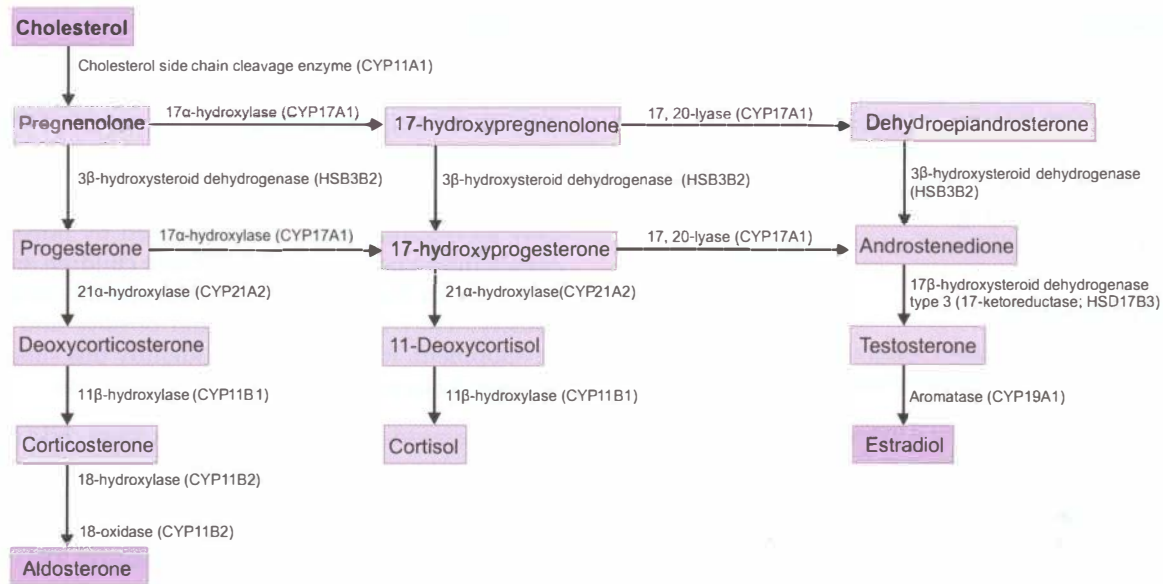 Cholesterol
Cholesterol side chain cleavage enzyme (CYP11A1)
17α-hydroxylase (CYP17A1)
17, 20-lyase (CYP17A1)
Pregnenolone
17-hydroxypregnenolone
Dehydroepiandrosterone
3β-hydroxysteroid dehydrogenase (HSB3B2)
3β-hydroxysteroid dehydrogenase (HSB3B2)
3β-hydroxysteroid dehydrogenase
(HSB3B2)
17α-hydroxylase (CYP17A1)
17, 20-lyase (CYP17A1)
Progesterone
17-hydroxyprogesterone
Androstenedione
21α-hydroxylase (CYP21A2)
21α-hydroxylase(CYP21A2)
17β-hydroxysteroid dehydrogenase
type 3 (17-ketoreductase; HSD17B3)
Deoxycorticosterone
11-Deoxycortisol
Testosterone
11β-hydroxylase (CYP11B1)
11β-hydroxylase (CYP11B1)
Aromatase (CYP19A1)
Corticosterone
Cortisol
Estradiol
18-hydroxylase (CYP11B2)
18-oxidase (CYP11B2)
Aldosterone